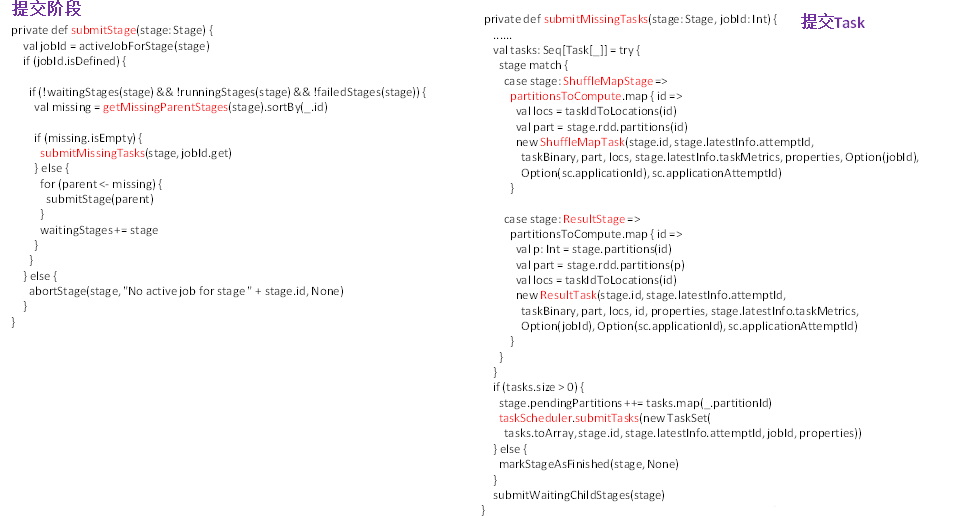 提交阶段
private def submitStage(stage: Stage) {
val jobId = activeJobForStage(stage)
if (jobId.isDefined) {
if (!waitingStages(stage) && !runningStages(stage) && !failedStages(stage)) {
val missing = getMissingParentStages(stage).sortBy(_.id)
if (missing.isEmpty) {
submitMissingTasks(stage, jobId.get)
} else {
for (parent <- missing) {
submitStage(parent)
}
waitingStages += stage
}
}
} else {
abortStage(stage, "No active job for stage " + stage.id, None)
}
}
private def submitMissingTasks(stage: Stage, jobId: Int) {
提交Task
......
val tasks: Seq[Task[_]] = try {
stage match {
case stage: ShuffleMapStage =>
partitionsToCompute.map { id =>
val locs = taskIdToLocations(id)
val part = stage.rdd.partitions(id)
new ShuffleMapTask(stage.id, stage.latestInfo.attemptId,
taskBinary, part, locs, stage.latestInfo.taskMetrics, properties, Option(jobId),
Option(sc.applicationId), sc.applicationAttemptId)
}
case stage: ResultStage =>
partitionsToCompute.map { id =>
val p: Int = stage.partitions(id)
val part = stage.rdd.partitions(p)
val locs = taskIdToLocations(id)
new ResultTask(stage.id, stage.latestInfo.attemptId,
taskBinary, part, locs, id, properties, stage.latestInfo.taskMetrics,
Option(jobId), Option(sc.applicationId), sc.applicationAttemptId)
}
}
}
if (tasks.size > 0) {
stage.pendingPartitions ++= tasks.map(_.partitionId)
taskScheduler.submitTasks(new TaskSet(
tasks.toArray, stage.id, stage.latestInfo.attemptId, jobId, properties))
} else {
markStageAsFinished(stage, None)
}
submitWaitingChildStages(stage)
}